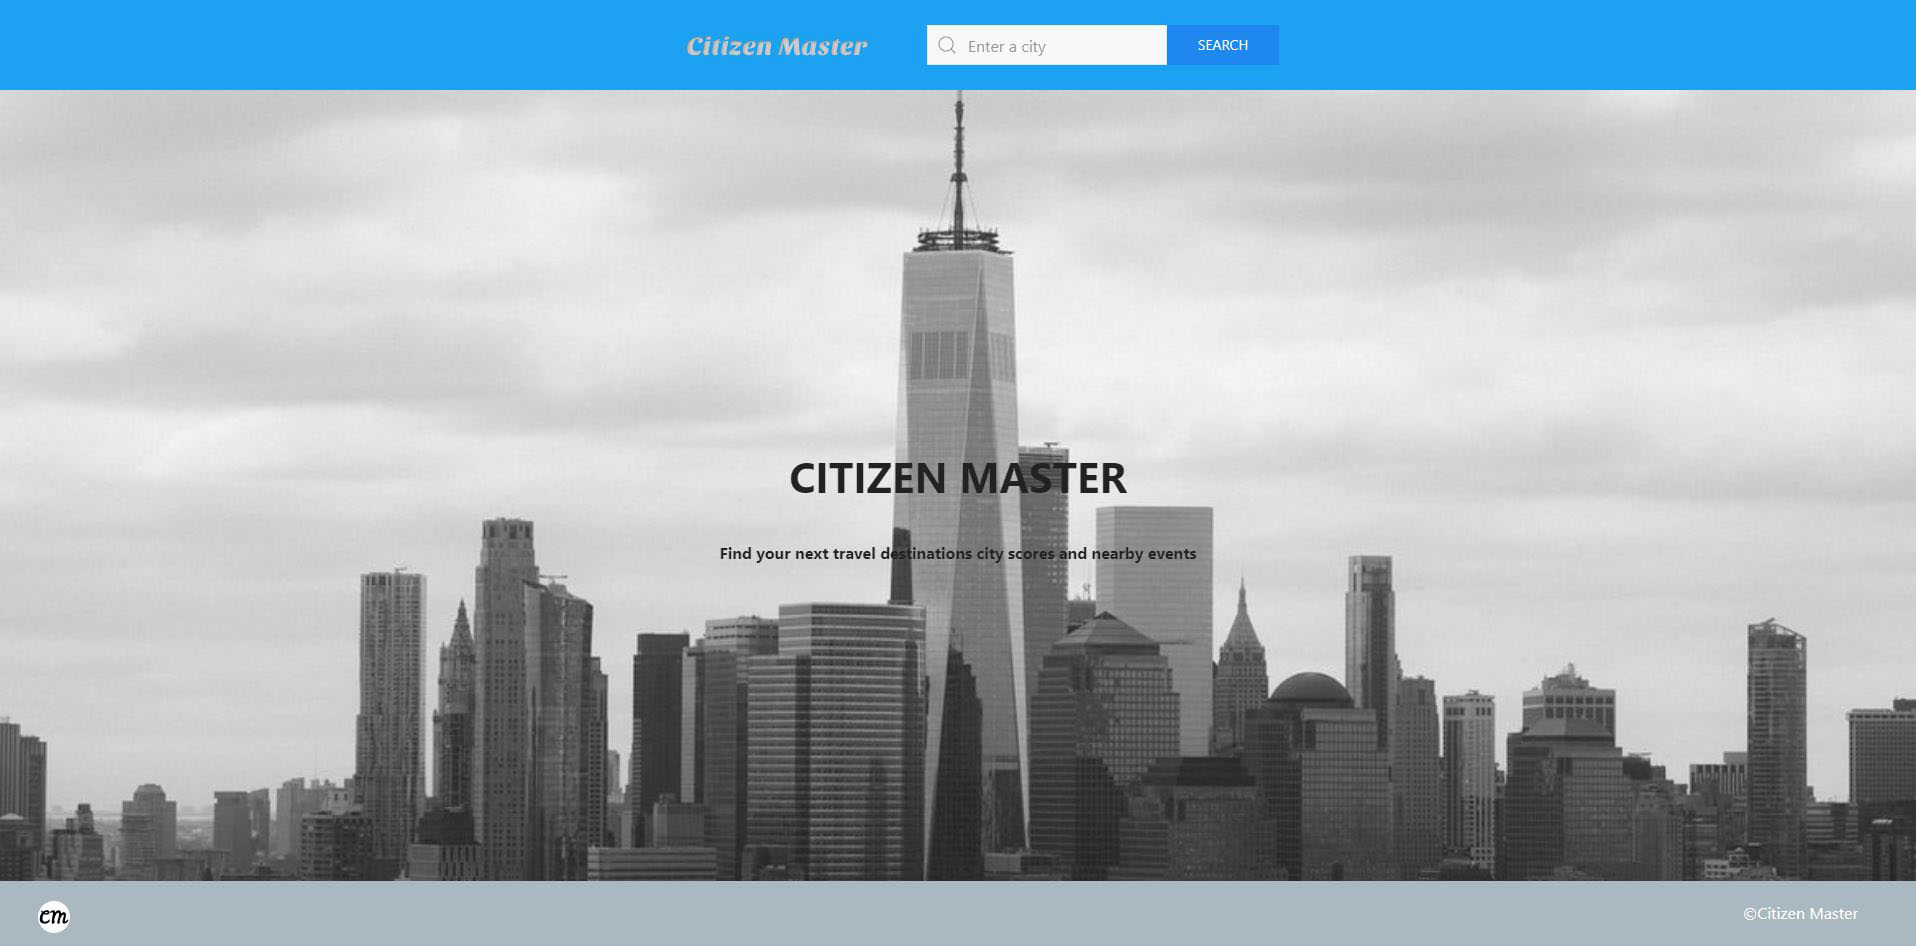 Citizen Master
Enter a city
SEARCH
CITIZEN MASTER
Find your next travel destinations city scores and nearby events
cm
©Citizen Master